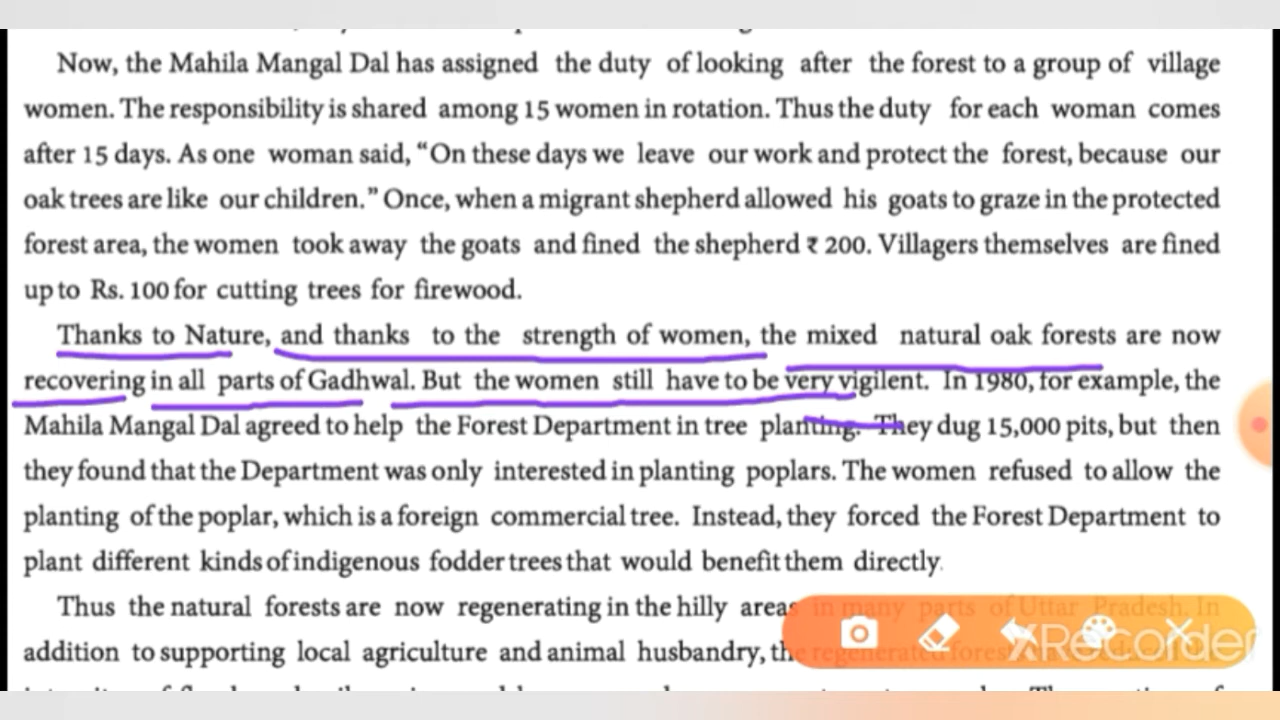 Now, the Mahila Mangal Dal has assigned the duty of looking after the forest to a group of village
women. The responsibility is shared among 15 women in rotation. Thus the duty for each woman comes
after 15 days. As one woman said, “On these days we leave our work and protect the forest, because our
oak trees are like our children.” Once, when a migrant shepherd allowed his goats to graze in the protected
forest area, the women took away the goats and fined the shepherd ₹ 200. Villagers themselves are fined
up to Rs. 100 for cutting trees for firewood.
Thanks to Nature, and thanks to the strength of women, the mixed natural oak forests are now
recovering in all parts of Gadhwal. But the women still have to be very vigilent. In 1980, for example, the
Mahila Mangal Dal agreed to help the Forest Department in tree planting. They dug 15,000 pits, but then
they found that the Department was only interested in planting poplars. The women refused to allow the
planting of the poplar, which is a foreign commercial tree. Instead, they forced the Forest Department to
plant different kinds of indigenous fodder trees that would benefit them directly.
Thus the natural forests are now regenerating in the hilly areas in many parts of Uttar Pradesh. In
addition to supporting local agriculture and animal husbandry, the regenerated forests
XRecorder